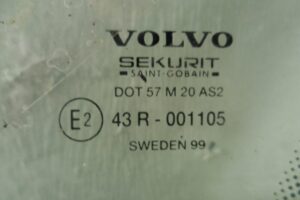 VOLVO
SEKURIT
SAINT-GOBAIN
DOT 57 M 20 AS2
E2 43 R - 001105
SWEDEN 99